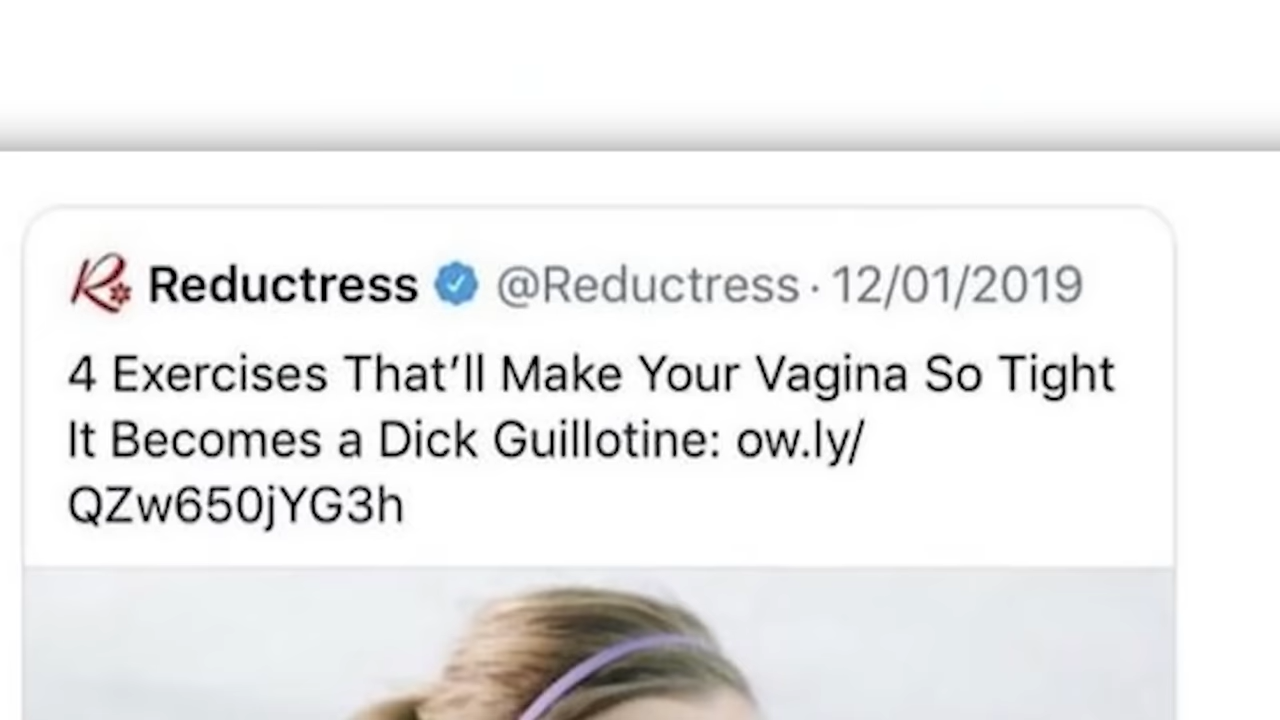 Reductress @Reductress · 12/01/2019
4 Exercises That’ll Make Your Vagina So Tight
It Becomes a Dick Guillotine: ow.ly/
QZw650jYG3h